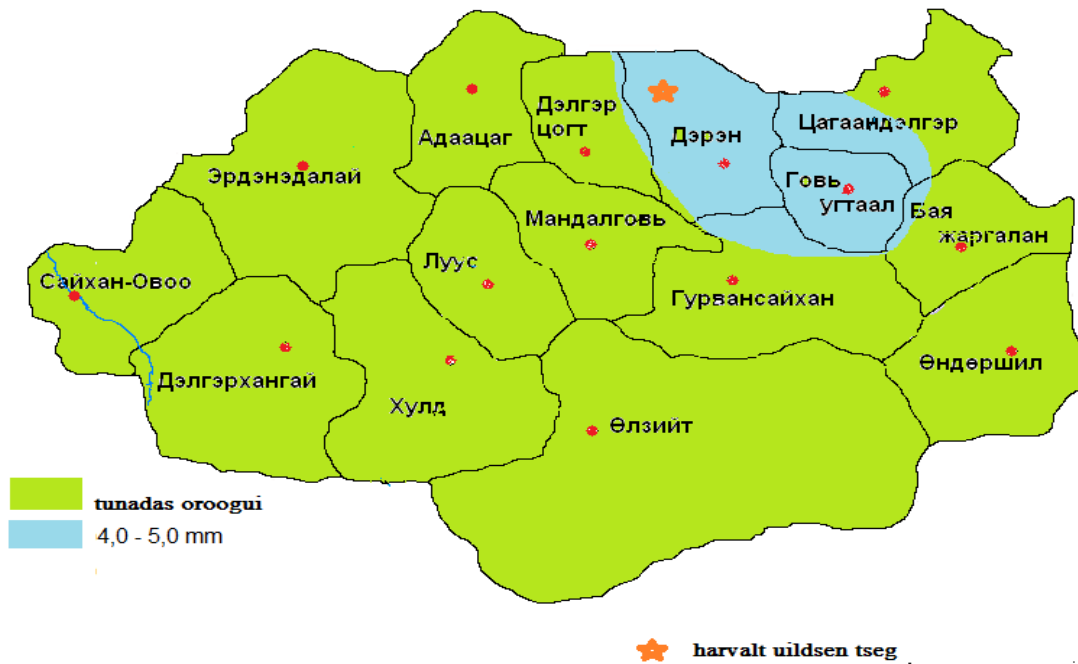 Дэлгэр
цогт
Адаацаг
Дэрэн
Цагаандэлгэр
Эрдэнэдалай
Говь
угтаал
Мандалговь
Бая
жаргалан
Луус
Сайхан-Овоо
Гурвансайхан
Дэлгэрхангай
Хулд
Өндөршил
Өлзийт
tunadas oroogui
4,0 - 5,0 mm
harvalt uildsen tseg